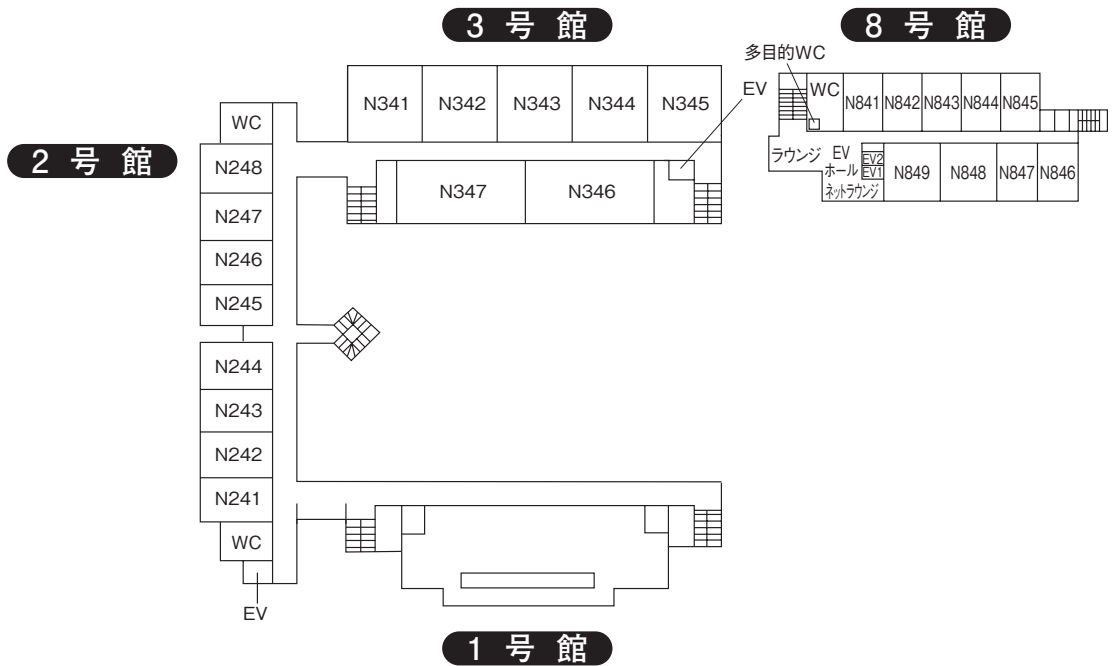 3号館
8号館
2号館
1号館
多目的WC
EV
WC
N341
N342
N343
N344
N345
N347
N346
WC
N248
N247
N246
N245
N244
N243
N242
N241
WC
EV
WC
N841
N842
N843
N844
N845
ラウンジ
EV
ホール
ネットラウンジ
EV2
EV1
N849
N848
N847
N846